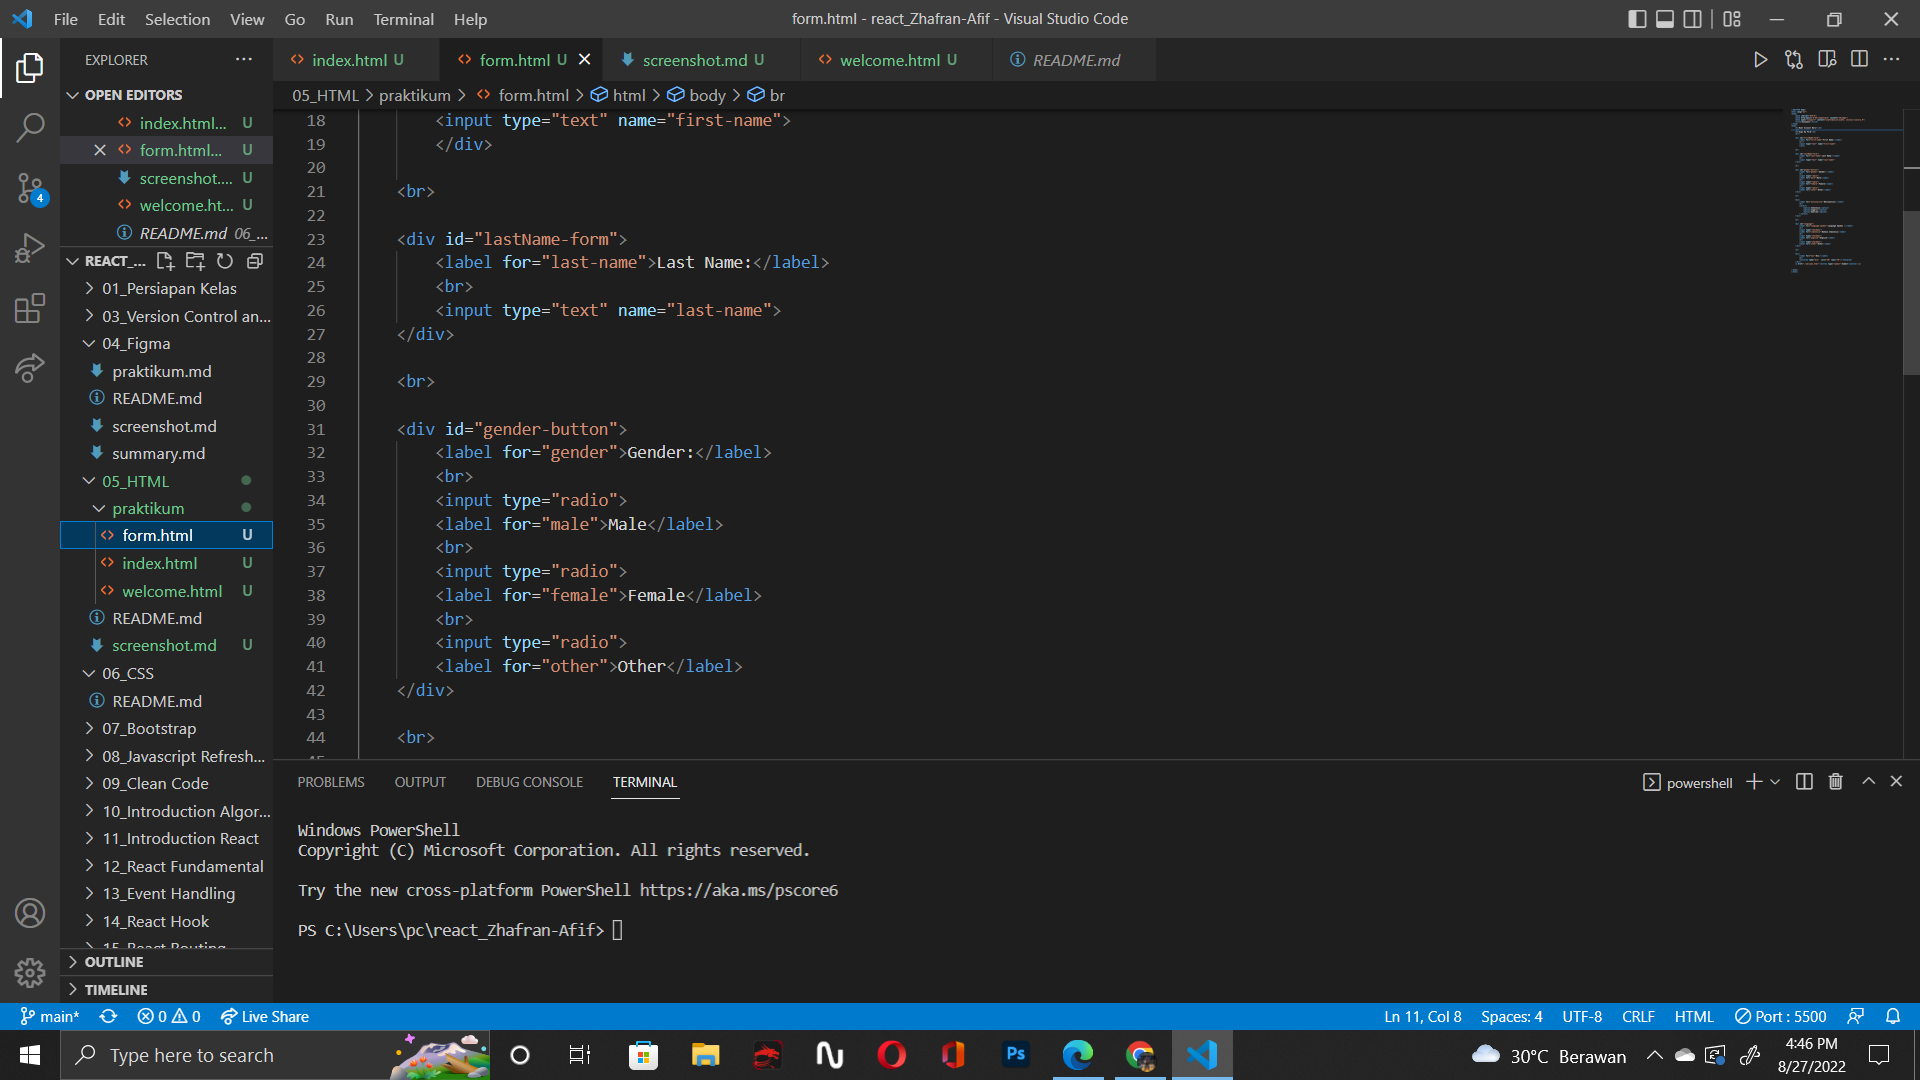 File Edit Selection View Go Run Terminal Help
form.html - react_Zhafran-Afif - Visual Studio Code
EXPLORER
index.html U
form.html U
screenshot.md U
welcome.html U
README.md
OPEN EDITORS
index.html... U
form.html... U
screenshot.... U
welcome.ht... U
README.md 06_...
REACT_...
01_Persiapan Kelas
03_Version Control an...
04_Figma
praktikum.md
README.md
screenshot.md
summary.md
05_HTML
praktikum
form.html U
index.html U
welcome.html U
README.md
screenshot.md U
06_CSS
README.md
07_Bootstrap
08_Javascript Refresh...
09_Clean Code
10_Introduction Algor...
11_Introduction React
12_React Fundamental
13_Event Handling
14_React Hook
15_React Routing
OUTLINE
TIMELINE
4
05_HTML > praktikum > form.html > html > body > br
18 <input type="text" name="first-name">
19 </div>
20
21 <br>
22
23 <div id="lastName-form">
24 <label for="last-name">Last Name:</label>
25 <br>
26 <input type="text" name="last-name">
27 </div>
28
29 <br>
30
31 <div id="gender-button">
32 <label for="gender">Gender:</label>
33 <br>
34 <input type="radio">
35 <label for="male">Male</label>
36 <br>
37 <input type="radio">
38 <label for="female">Female</label>
39 <br>
40 <input type="radio">
41 <label for="other">Other</label>
42 </div>
43
44 <br>
PROBLEMS OUTPUT DEBUG CONSOLE TERMINAL
powershell
Windows PowerShell
Copyright (C) Microsoft Corporation. All rights reserved.
Try the new cross-platform PowerShell https://aka.ms/pscore6
PS C:\Users\pc\react_Zhafran-Afif>
main* 0 0 Live Share
Ln 11, Col 8 Spaces: 4 UTF-8 CRLF HTML Port : 5500
Type here to search
Ps
30°C Berawan
4:46 PM
8/27/2022